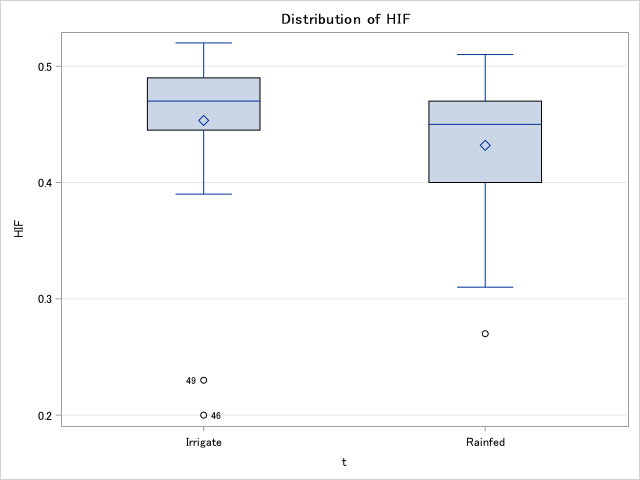 Distribution of HIF
0.5
0.4
0.3
0.2
HIF
49
46
Irrigate
Rainfed
t